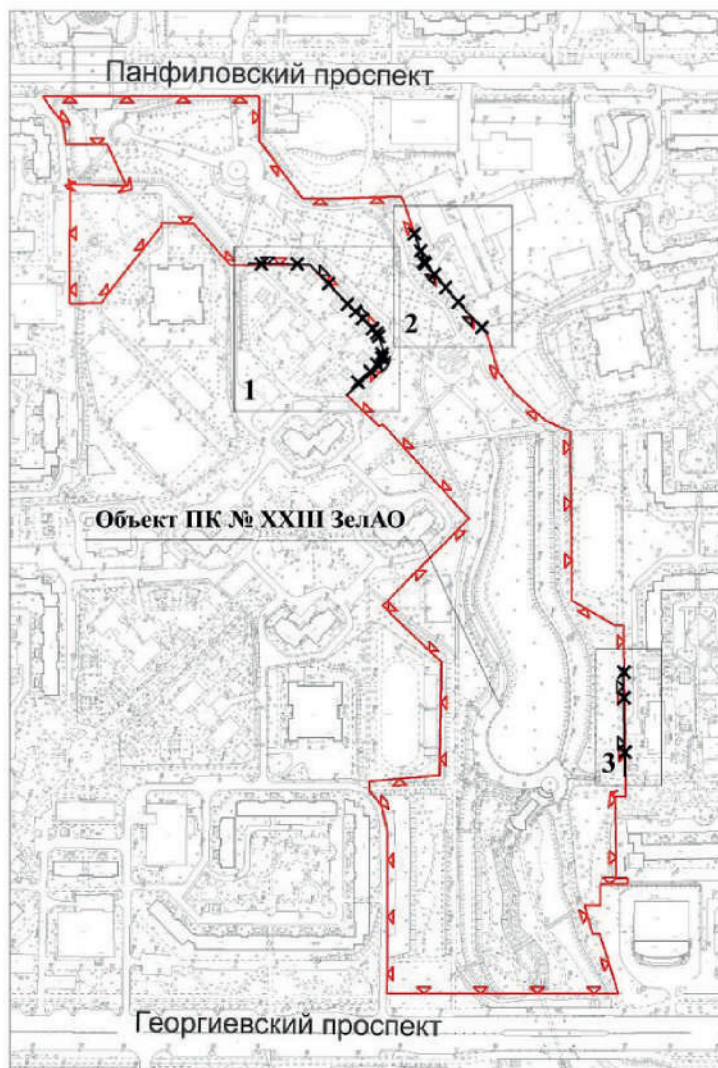 Панфиловский проспект
2
1
Объект ПК № XXIII ЗелАО
3
Георгиевский проспект